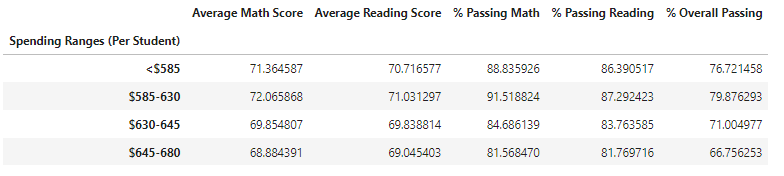 Average Math Score Average Reading Score % Passing Math % Passing Reading % Overall Passing
Spending Ranges (Per Student)
<$585 71.364587 70.716577 88.835926 86.390517 76.721458
$585-630 72.065868 71.031297 91.518824 87.292423 79.876293
$630-645 69.854807 69.838814 84.686139 83.763585 71.004977
$645-680 68.884391 69.045403 81.568470 81.769716 66.756253